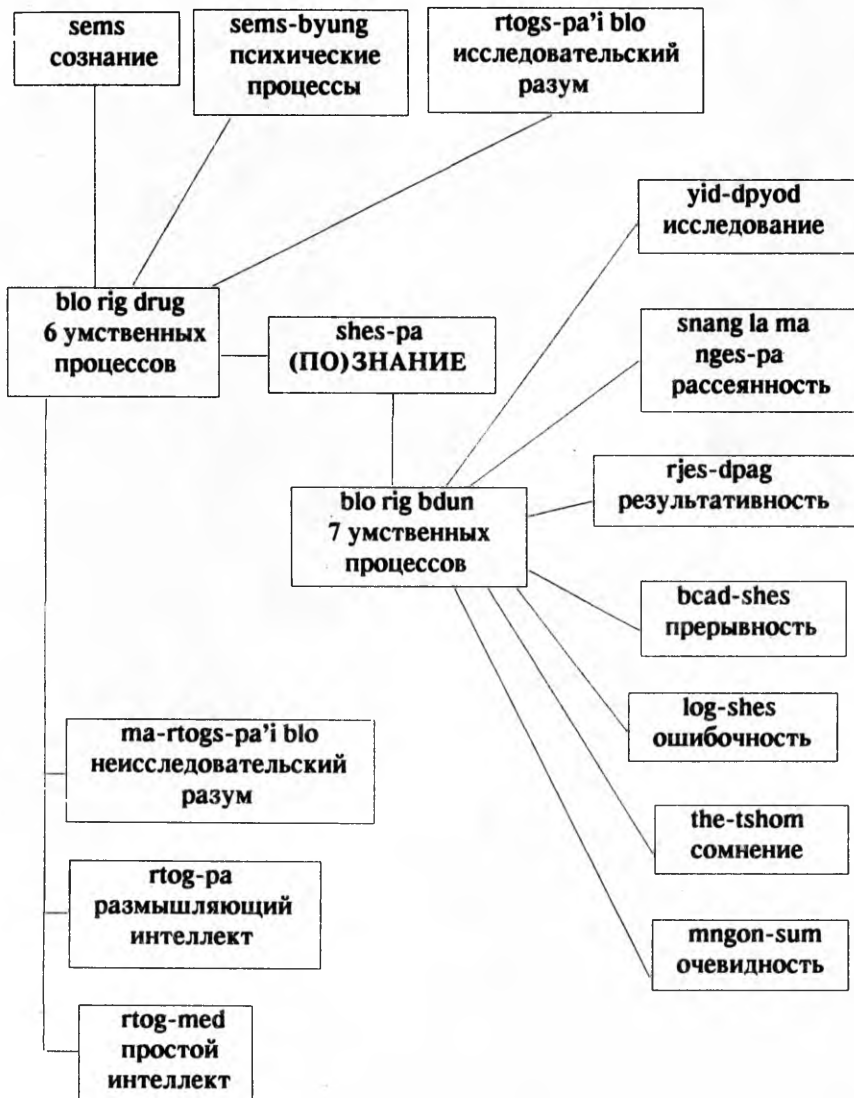 sems
сознание
sems-byung
психические
процессы
rtogs-pa'i blo
исследовательский
разум
yid-dpyod
исследование
blo rig drug
6 умственных
процессов
shes-pa
(ПО)ЗНАНИЕ
snang la ma
nges-pa
рассеянность
rjes-dpag
результативность
blo rig bdun
7 умственных
процессов
bcad-shes
прерывность
log-shes
ошибочность
ma-rtogs-pa'i blo
неисследовательский
разум
the-tshom
сомнение
rtog-pa
размышляющий
интеллект
mngon-sum
очевидность
rtog-med
простой
интеллект